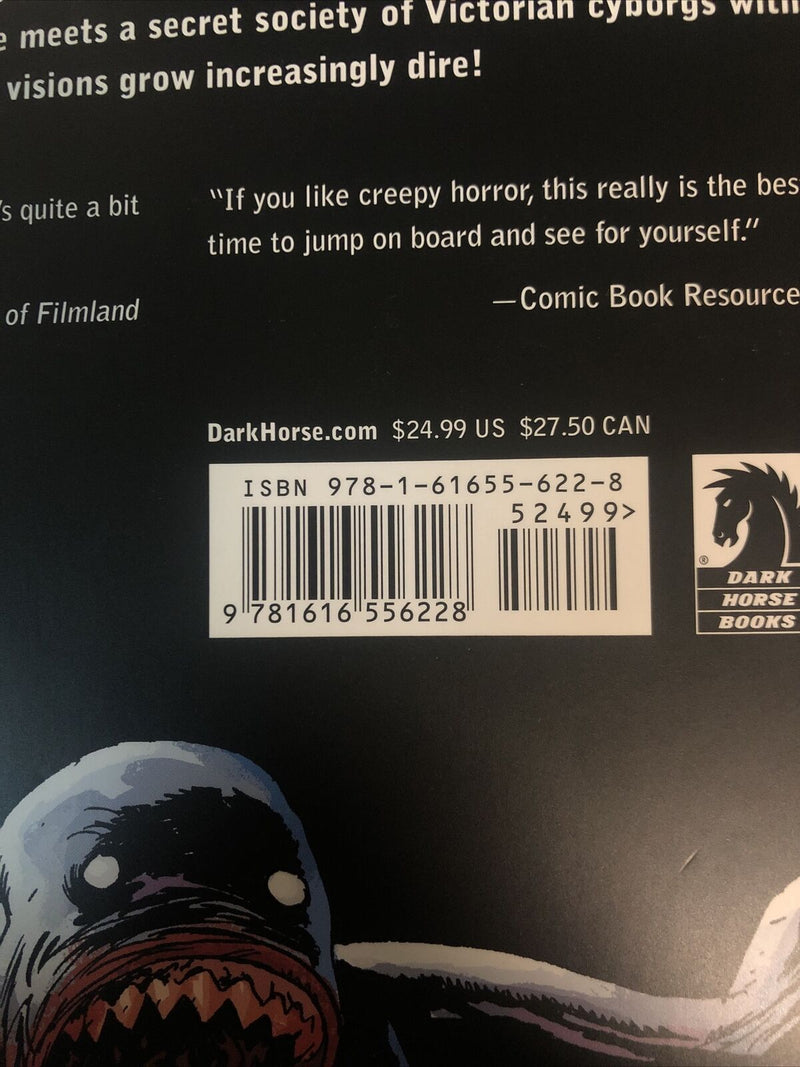 e meets a secret society of Victorian cyborgs with
visions grow increasingly dire!
's quite a bit
of Filmland
"If you like creepy horror, this really is the bes
time to jump on board and see for yourself."
—Comic Book Resource
DarkHorse.com $24.99 US $27.50 CAN
ISBN 978-1-61655-622-8
52499>
9 781616 556228
®
DARK
HORSE
BOOKS